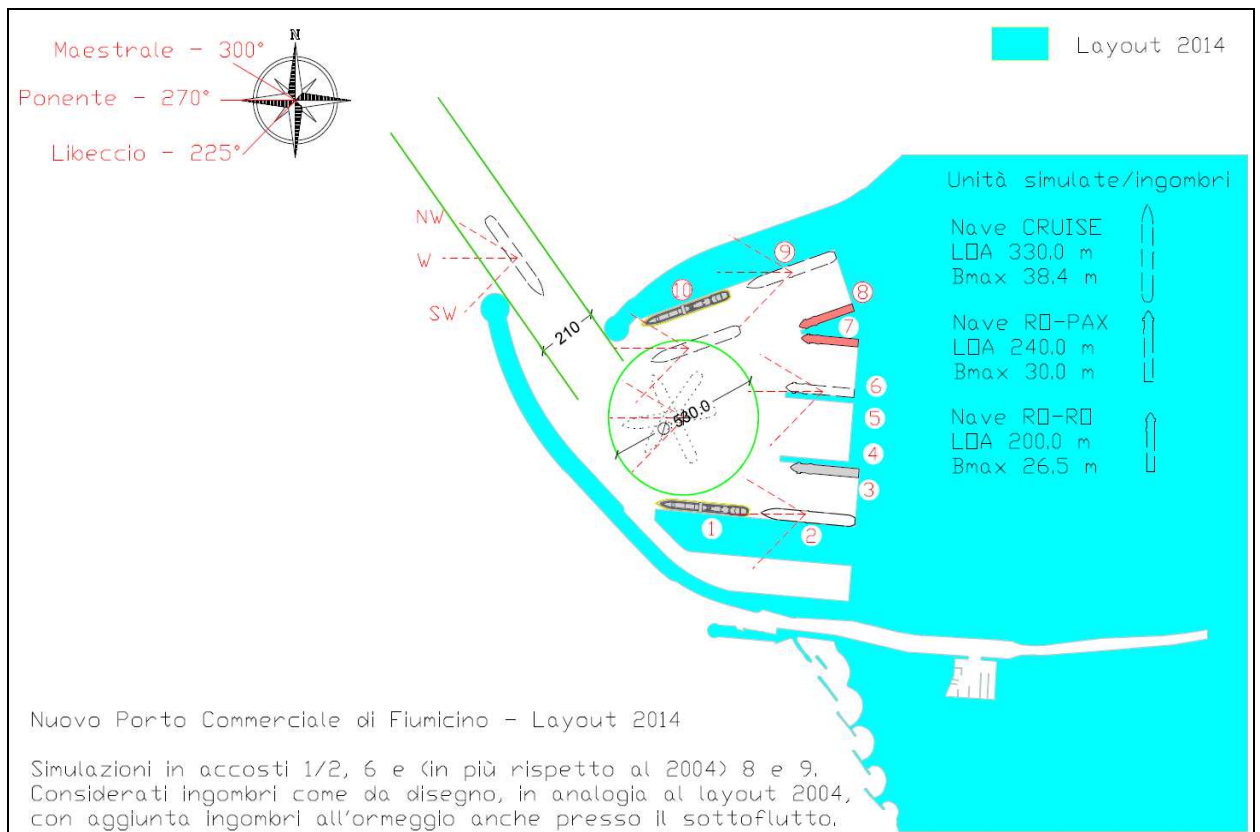 N
Maestrale - 300°
Ponente - 270°
Libeccio - 225°
Layout 2014
Unità simulate/ingombri
Nave CRUISE
LOA 330.0 m
Bmax 38.4 m
Nave RO-PAX
LOA 240.0 m
Bmax 30.0 m
Nave RO-RO
LOA 200.0 m
Bmax 26.5 m
NW
W
SW
210
9
10
8
7
6
5
4
3
2
1
Nuovo Porto Commerciale di Fiumicino - Layout 2014
Simulazioni in accosti 1/2, 6 e (in più rispetto al 2004) 8 e 9.
Considerati ingombri come da disegno, in analogia al layout 2004,
con aggiunta ingombri all'ormeggio anche presso il sottoflutto.